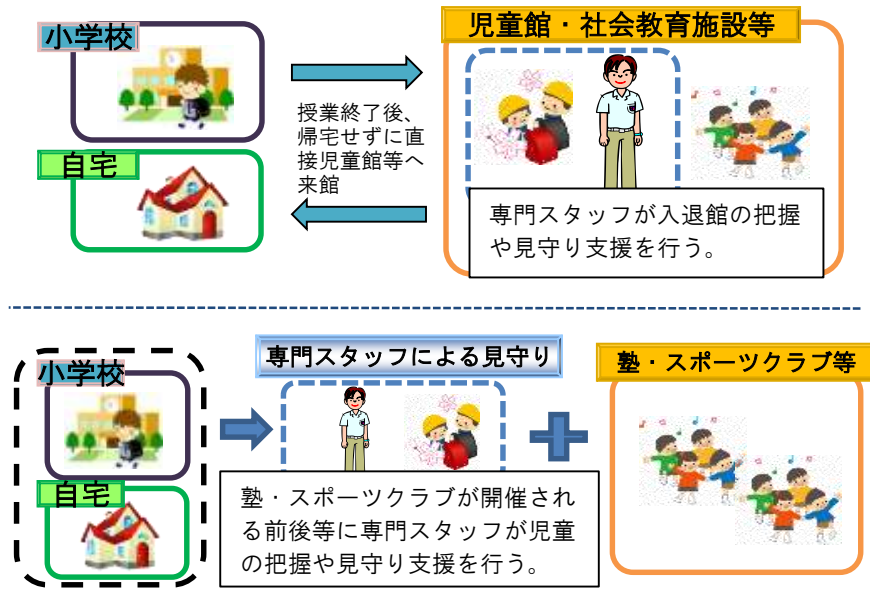 小学校
児童館・社会教育施設等
授業終了後、
帰宅せずに直
接児童館等へ
来館
自宅
専門スタッフが入退館の把握
や見守り支援を行う。
小学校
専門スタッフによる見守り
塾・スポーツクラブ等
自宅
塾・スポーツクラブが開催され
る前後等に専門スタッフが児童
の把握や見守り支援を行う。